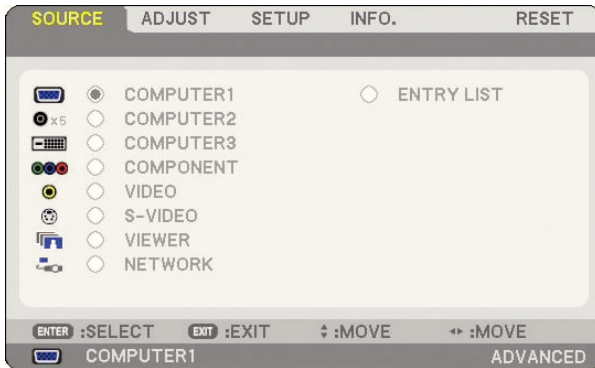 SOURCE ADJUST SETUP INFO. RESET
COMPUTER1 ENTRY LIST
x5 COMPUTER2
COMPUTER3
COMPONENT
VIDEO
S-VIDEO
VIEWER
NETWORK
ENTER :SELECT EXIT :EXIT :MOVE :MOVE
COMPUTER1 ADVANCED